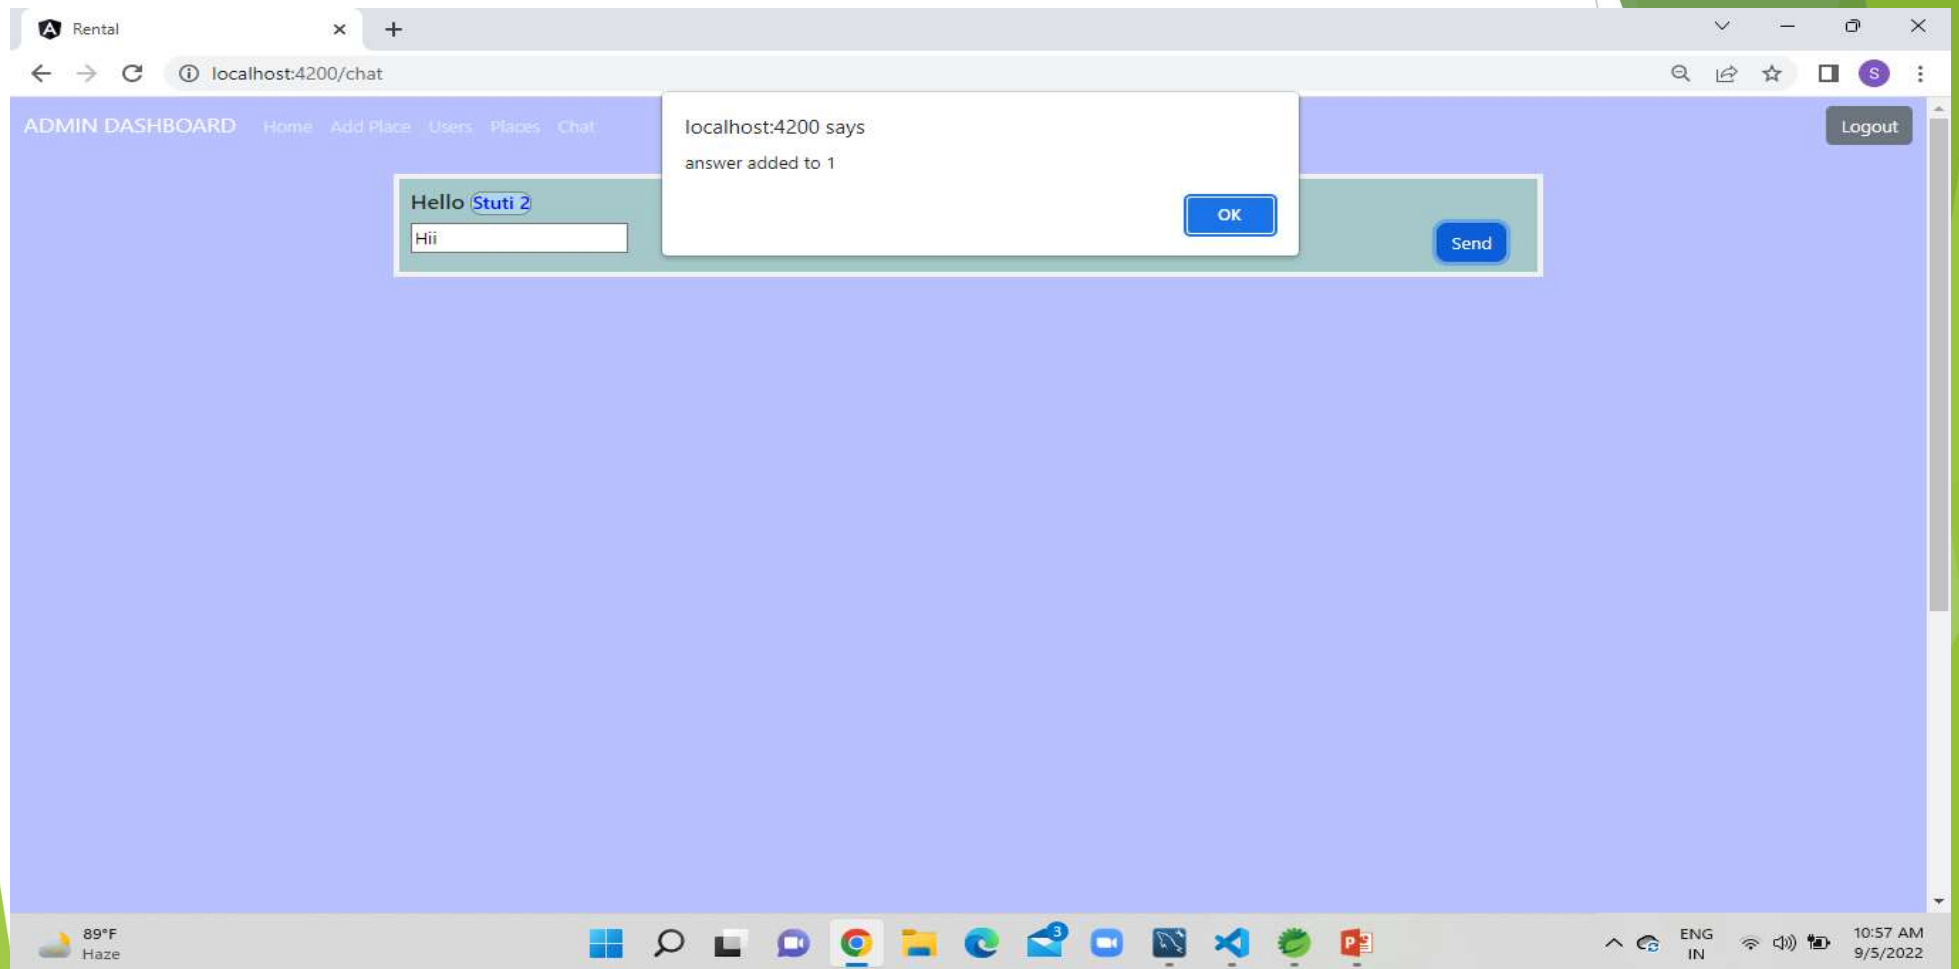 Rental
localhost:4200/chat
S
ADMIN DASHBOARD Home Add Place Users Places Chat
Logout
localhost:4200 says
answer added to 1
OK
Hello Stuti 2
Hii
Send
89°F
Haze
3
ENG
IN
10:57 AM
9/5/2022